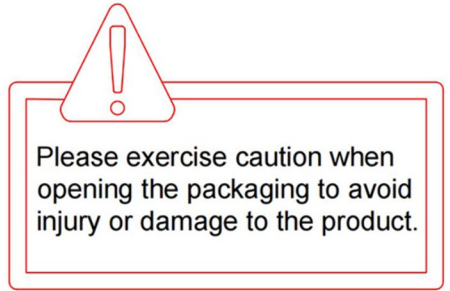 Please exercise caution when
opening the packaging to avoid
injury or damage to the product.